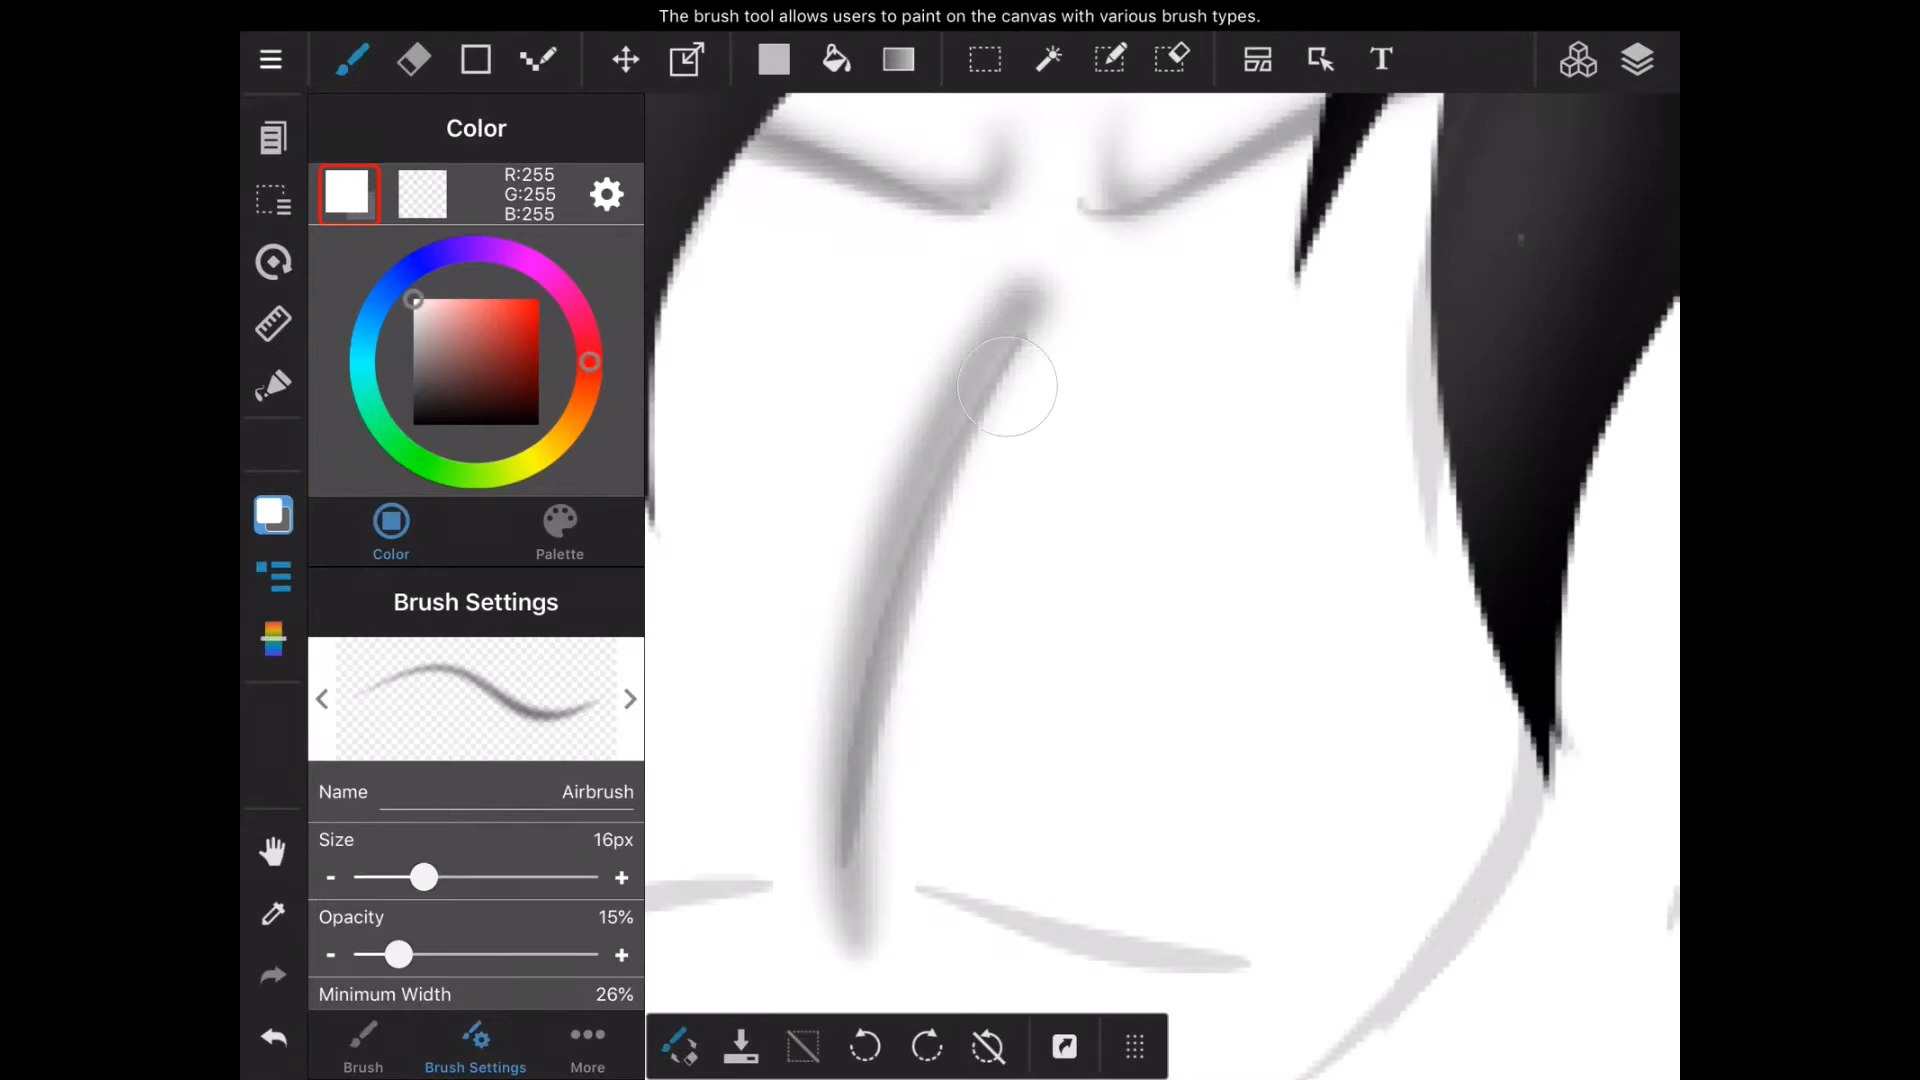 The brush tool allows users to paint on the canvas with various brush types.
T
Color
R:255
G:255
B:255
Color
Palette
Brush Settings
Name
Airbrush
Size
16px
-
+
Opacity
15%
-
+
Minimum Width
26%
Brush
Brush Settings
More